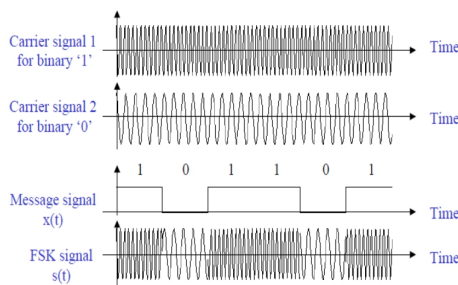 Carrier signal 1
for binary ‘1’
Time
Carrier signal 2
for binary ‘0’
Time
1 0 1 1 0 1
Message signal
x(t)
Time
FSK signal
s(t)
Time